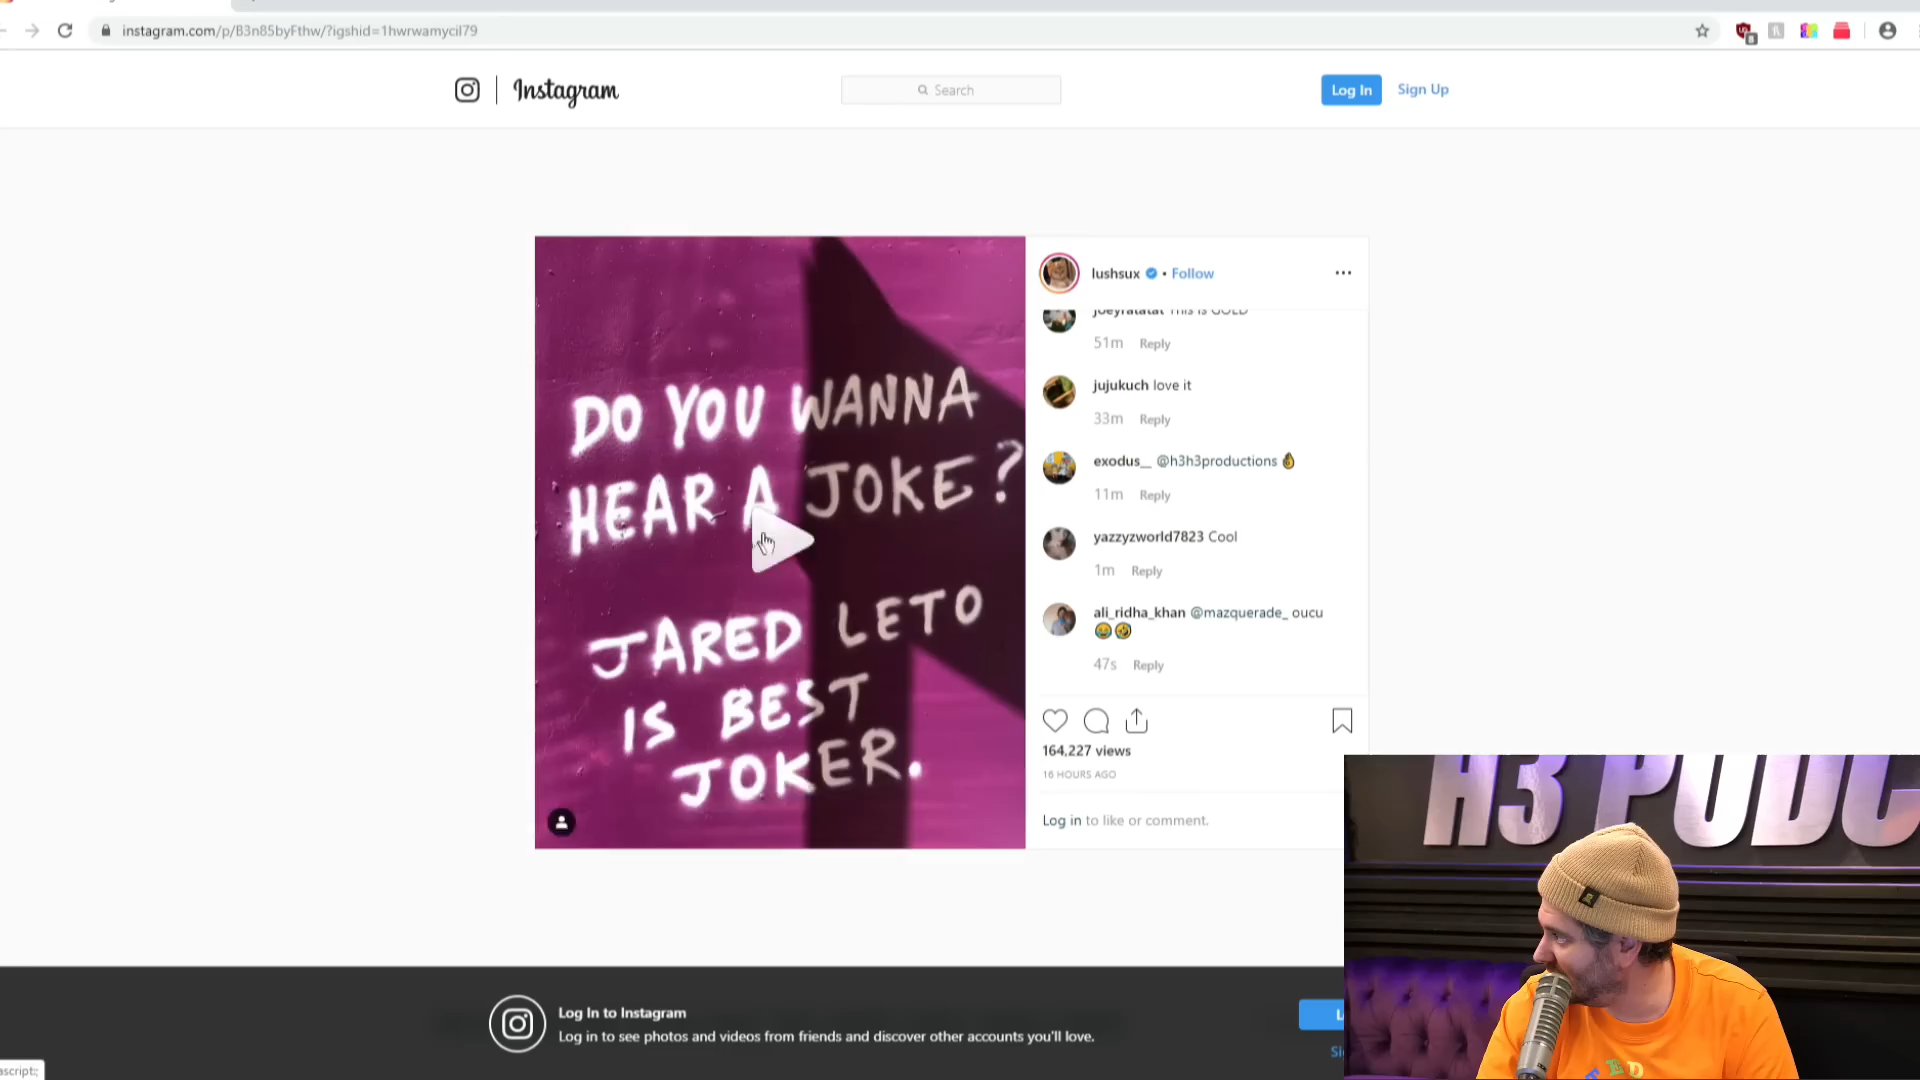 instagram.com/p/B3n85byFthw/?igshid=1hwrwamycil79
Instagram
Search
Log In
Sign Up
DO YOU WANNA
HEAR A JOKE?
JARED LETO
IS BEST
JOKER.
lushsux • Follow
joeyratatat This is GOLD
51m Reply
jujukuch love it
33m Reply
exodus__ @h3h3productions 👌
11m Reply
yazzyzworld7823 Cool
1m Reply
ali_ridha_khan @mazquerade_ oucu
😂🤣
47s Reply
164,227 views
16 HOURS AGO
Log in to like or comment.
H3 PODC
Log In to Instagram
Log in to see photos and videos from friends and discover other accounts you'll love.
ascript:;